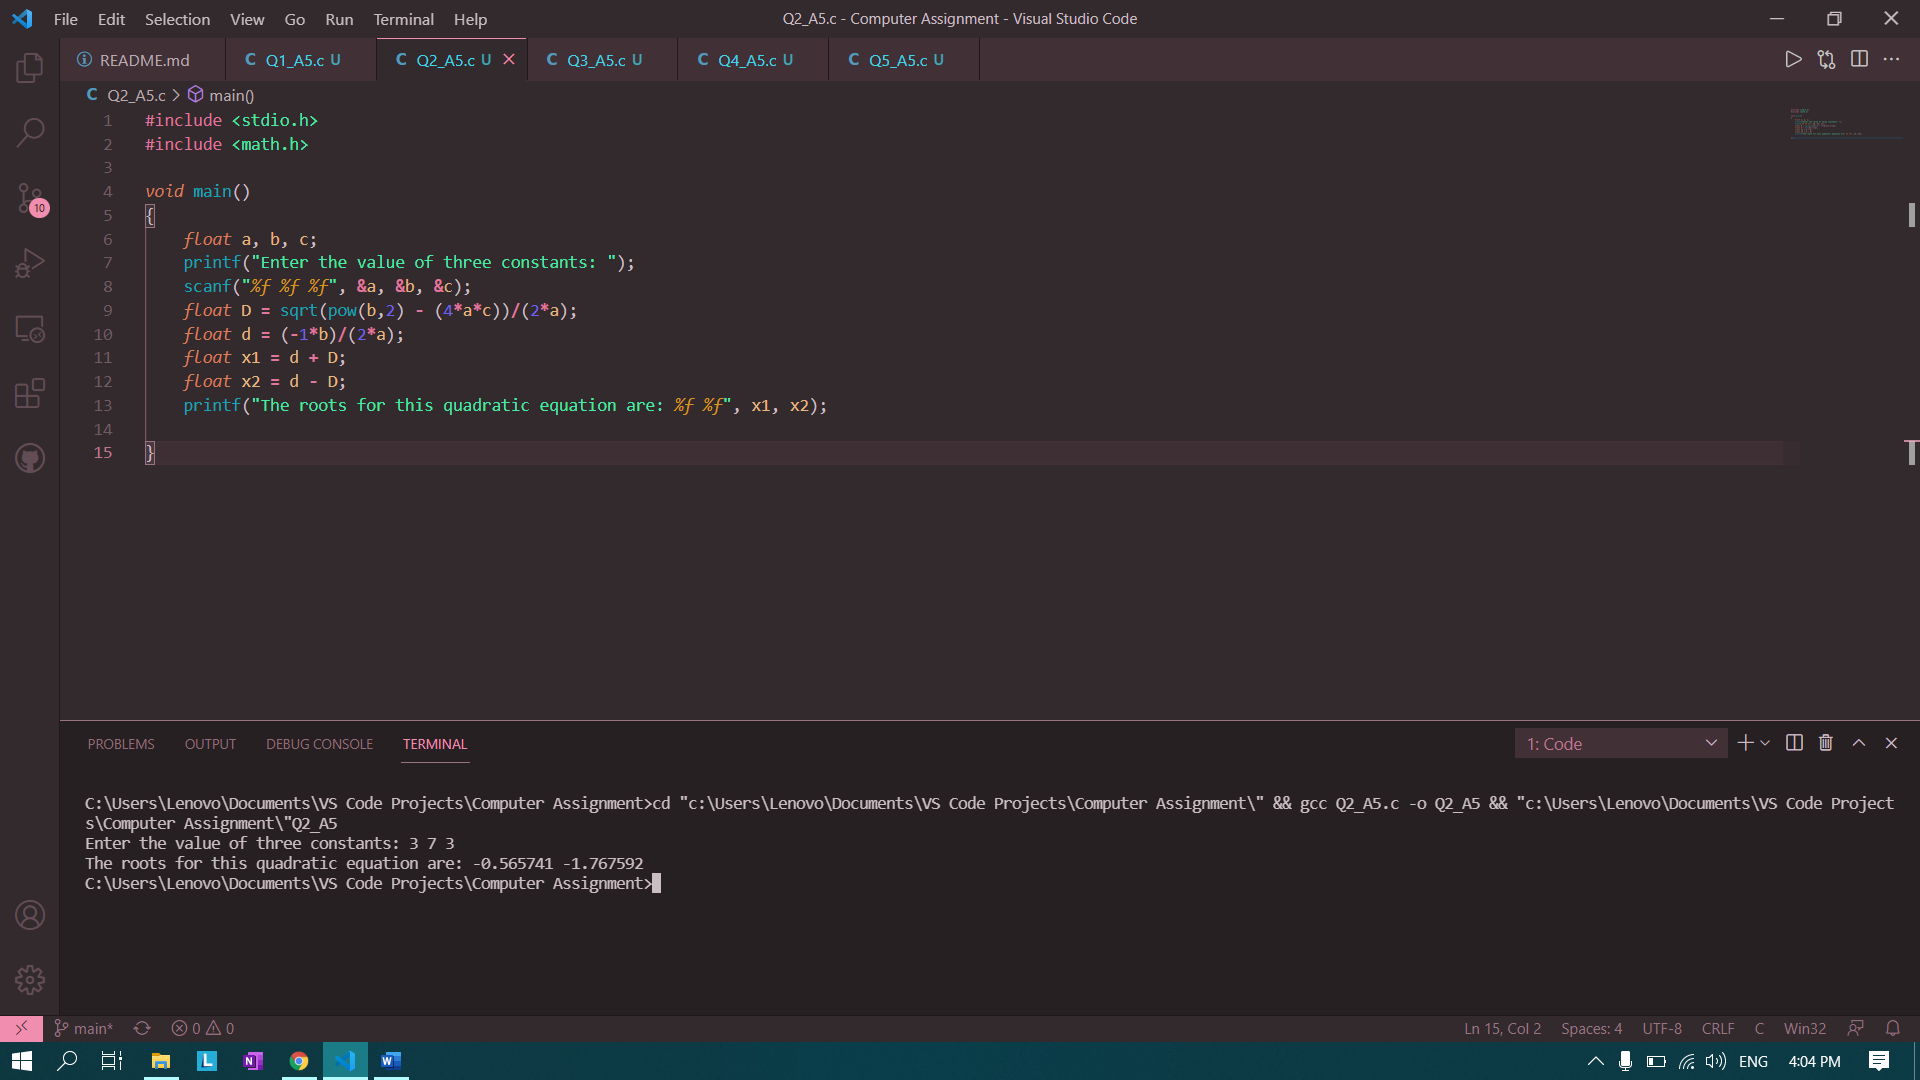 File Edit Selection View Go Run Terminal Help Q2_A5.c - Computer Assignment - Visual Studio Code
README.md C Q1_A5.c U C Q2_A5.c U C Q3_A5.c U C Q4_A5.c U C Q5_A5.c U
C Q2_A5.c > main()
1 #include <stdio.h>
2 #include <math.h>
3
4 void main()
5 {
6 float a, b, c;
7 printf("Enter the value of three constants: ");
8 scanf("%f %f %f", &a, &b, &c);
9 float D = sqrt(pow(b,2) - (4*a*c))/(2*a);
10 float d = (-1*b)/(2*a);
11 float x1 = d + D;
12 float x2 = d - D;
13 printf("The roots for this quadratic equation are: %f %f", x1, x2);
14
15 }
10
PROBLEMS OUTPUT DEBUG CONSOLE TERMINAL 1: Code
C:\Users\Lenovo\Documents\VS Code Projects\Computer Assignment>cd "c:\Users\Lenovo\Documents\VS Code Projects\Computer Assignment\" && gcc Q2_A5.c -o Q2_A5 && "c:\Users\Lenovo\Documents\VS Code Project
s\Computer Assignment\"Q2_A5
Enter the value of three constants: 3 7 3
The roots for this quadratic equation are: -0.565741 -1.767592
C:\Users\Lenovo\Documents\VS Code Projects\Computer Assignment>
main* 0 0 Ln 15, Col 2 Spaces: 4 UTF-8 CRLF C Win32
L N W ENG 4:04 PM